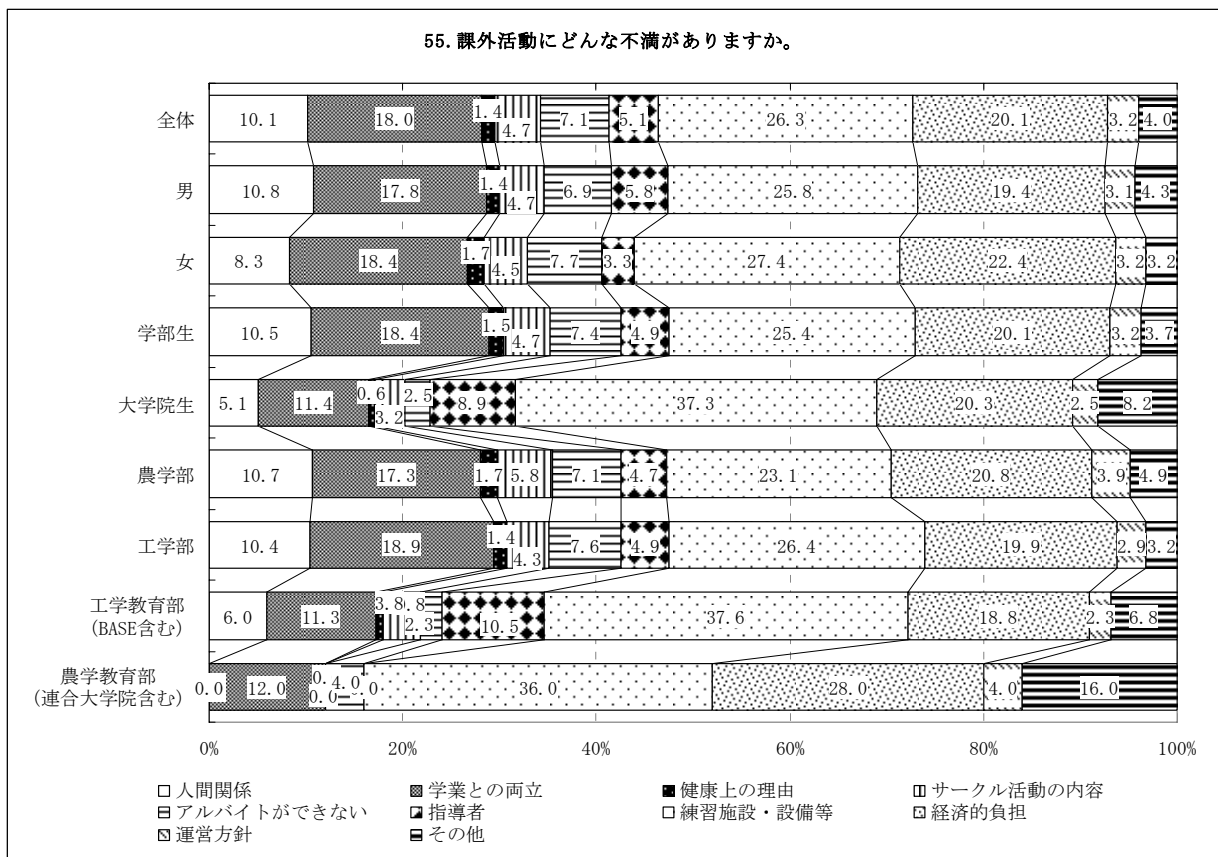 55. 課外活動にどんな不満がありますか。
全体 10.1 18.0 1.4 4.7 7.1 5.1 26.3 20.1 3.2 4.0
男 10.8 17.8 1.4 4.7 6.9 5.8 25.8 19.4 3.1 4.3
女 8.3 18.4 1.7 4.5 7.7 3.3 27.4 22.4 3.2 3.2
学部生 10.5 18.4 1.5 4.7 7.4 4.9 25.4 20.1 3.2 3.7
大学院生 5.1 11.4 0.6 3.2 2.5 8.9 37.3 20.3 2.5 8.2
農学部 10.7 17.3 1.7 5.8 7.1 4.7 23.1 20.8 3.9 4.9
工学部 10.4 18.9 1.4 4.3 7.6 4.9 26.4 19.9 2.9 3.2
工学教育部
(BASE含む) 6.0 11.3 3.8 2.3 10.5 37.6 18.8 2.3 6.8
農学教育部
(連合大学院含む) 0.0 12.0 0.0 4.0 36.0 28.0 4.0 16.0
0% 20% 40% 60% 80% 100%
人間関係 学業との両立 健康上の理由 サークル活動の内容
アルバイトができない 指導者 練習施設・設備等 経済的負担
運営方針 その他